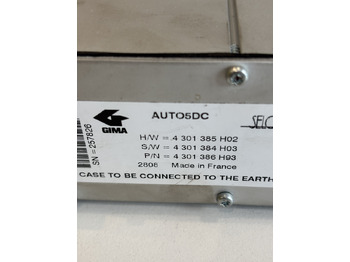 AUTO5DC
GIMA
SELC
H/W = 4 301 385 H02
S/W = 4 301 384 H03
P/N = 4 301 386 H93
2806 Made in France
SN = 257826
CASE TO BE CONNECTED TO THE EARTH